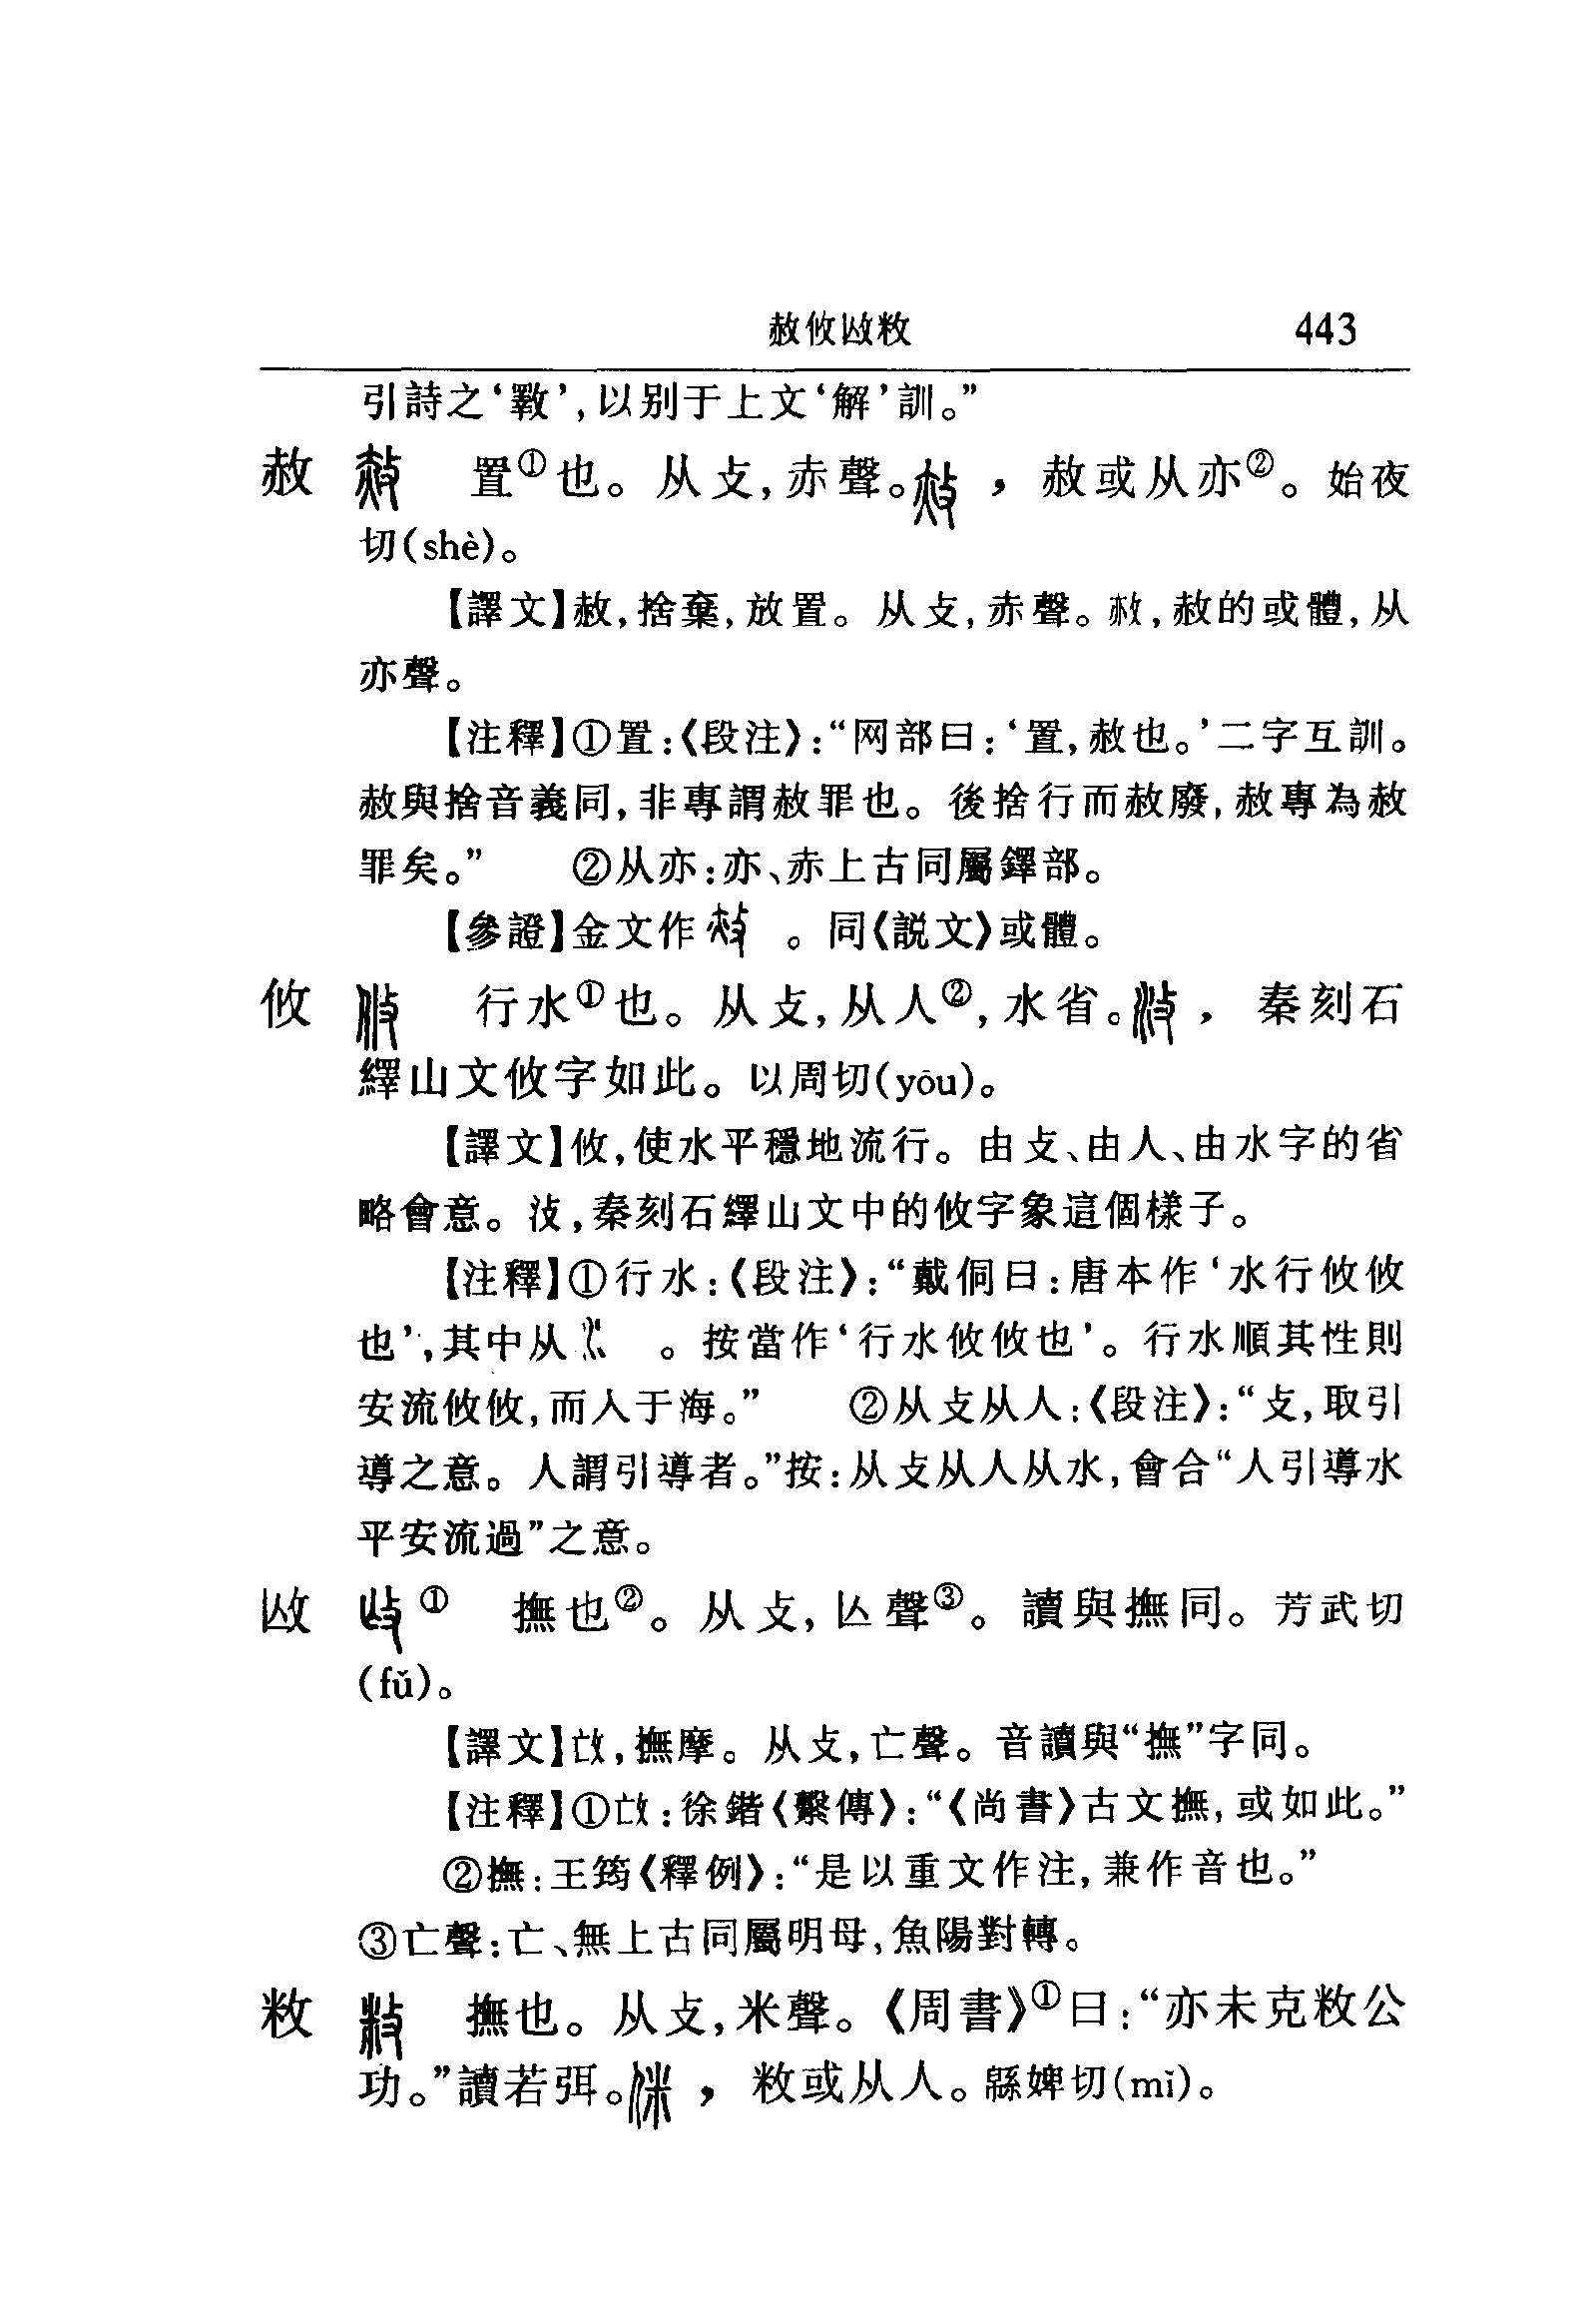 赦攸㪃敉 443
引詩之‘斁’,以别于上文‘解’訓。”
赦 置①也。从攴,赤聲。,赦或从亦②。始夜
切(shè)。
【譯文】赦,捨棄,放置。从攴,赤聲。𢼜,赦的或體,从
亦聲。
【注釋】①置:《段注》:“网部曰:‘置,赦也。’二字互訓。
赦與捨音義同,非專謂赦罪也。後捨行而赦廢,赦專為赦
罪矣。” ②从亦:亦、赤上古同屬鐸部。
【參證】金文作 。同《説文》或體。
攸 行水①也。从攴,从人②,水省。, 秦刻石
繹山文攸字如此。以周切(yōu)。
【譯文】攸,使水平穩地流行。由攴、由人、由水字的省
略會意。汥,秦刻石繹山文中的攸字象這個樣子。
【注釋】①行水:《段注》:“戴侗曰:唐本作‘水行攸攸
也’,其中从 。按當作‘行水攸攸也’。行水順其性則
安流攸攸,而入于海。” ②从攴从人:《段注》:“攴,取引
導之意。人謂引導者。”按:从攴从人从水,會合“人引導水
平安流過”之意。
㪃 ① 撫也②。从攴,亾聲③。讀與撫同。芳武切
(fǔ)。
【譯文】㪃,撫摩。从攴,亡聲。音讀與“撫”字同。
【注釋】①㪃:徐鍇《繫傳》:“《尚書》古文撫,或如此。”
②撫:王筠《釋例》:“是以重文作注,兼作音也。”
③亡聲:亡、無上古同屬明母,魚陽對轉。
敉 撫也。从攴,米聲。《周書》①曰:“亦未克敉公
功。”讀若弭。,敉或从人。緜婢切(mǐ)。